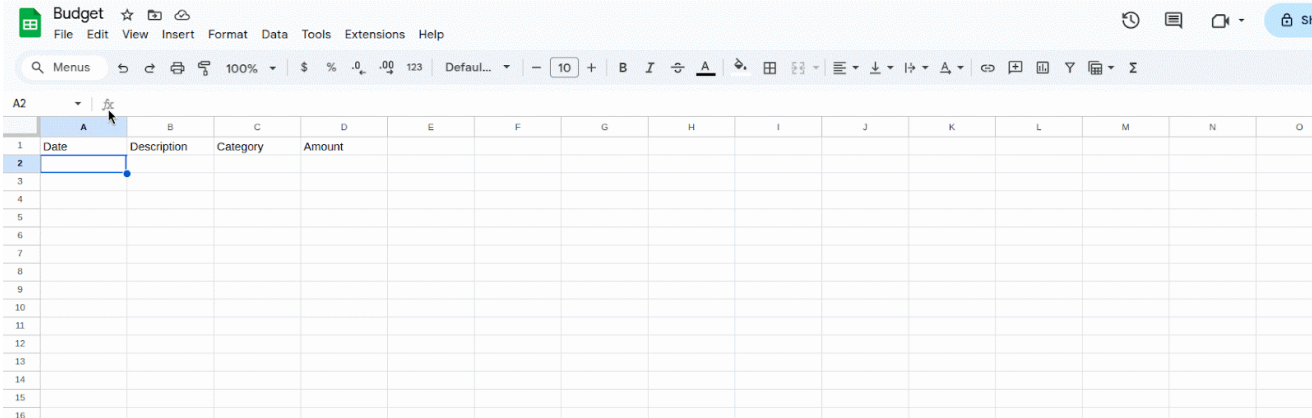 Budget
File Edit View Insert Format Data Tools Extensions Help
Menus 100% $ % .0 .00 123 Defaul... 10 B I A
A2 fx
A B C D E F G H I J K L M N O
1 Date Description Category Amount
2
3
4
5
6
7
8
9
10
11
12
13
14
15
16